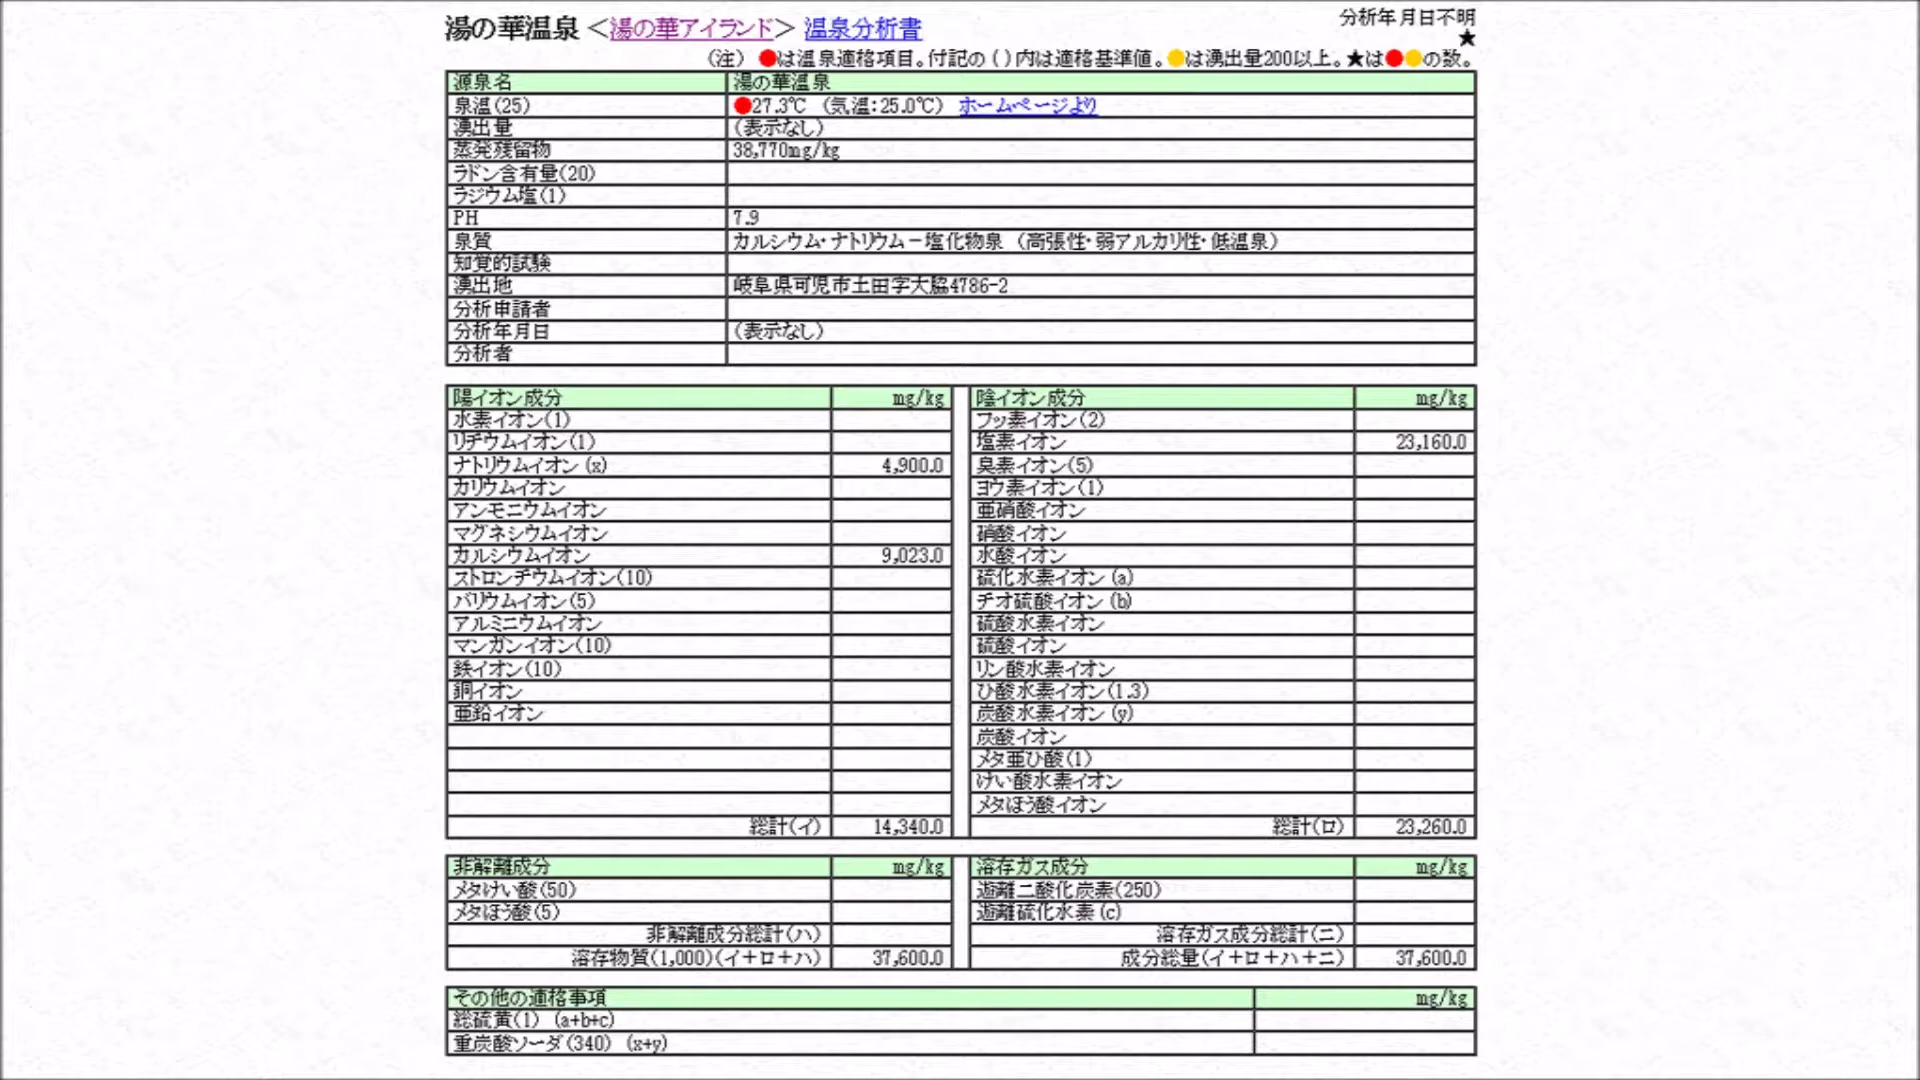 湯の華温泉 ＜湯の華アイランド＞ 温泉分析書
分析年月日不明
★
（注） ●は温泉適格項目。付記の ( ) 内は適格基準値。●は湧出量200以上。★は●●の数。
源泉名 湯の華温泉
泉温(25) ●27.3℃ （気温：25.0℃） ホームページより
湧出量 （表示なし）
蒸発残留物 38,770mg/kg
ラドン含有量(20)
ラジウム塩(1)
PH 7.9
泉質 カルシウム・ナトリウム－塩化物泉 （高張性・弱アルカリ性・低温泉）
知覚的試験
湧出地 岐阜県可児市土田字大脇4786-2
分析申請者
分析年月日 （表示なし）
分析者
陽イオン成分 mg/kg 陰イオン成分 mg/kg
水素イオン(1) フッ素イオン(2)
リチウムイオン(1) 塩素イオン 23,160.0
ナトリウムイオン (x) 4,900.0 臭素イオン(5)
カリウムイオン ヨウ素イオン(1)
アンモニウムイオン 亜硝酸イオン
マグネシウムイオン 硝酸イオン
カルシウムイオン 9,023.0 水酸イオン
ストロンチウムイオン(10) 硫化水素イオン (a)
バリウムイオン(5) チオ硫酸イオン (b)
アルミニウムイオン 硫酸水素イオン
マンガンイオン(10) 硫酸イオン
鉄イオン(10) リン酸水素イオン
銅イオン ひ酸水素イオン(1.3)
亜鉛イオン 炭酸水素イオン (y)
炭酸イオン
メタ亜ひ酸(1)
けい酸水素イオン
メタほう酸イオン
総計(イ) 14,340.0 総計(ロ) 23,260.0
非解離成分 mg/kg 溶存ガス成分 mg/kg
メタけい酸(50) 遊離二酸化炭素(250)
メタほう酸(5) 遊離硫化水素 (c)
非解離成分総計(ハ) 溶存ガス成分総計(ニ)
溶存物質(1,000)(イ＋ロ＋ハ) 37,600.0 成分総量(イ＋ロ＋ハ＋ニ) 37,600.0
その他の適格事項 mg/kg
総硫黄(1) (a+b+c)
重炭酸ソーダ(340) (x+y)